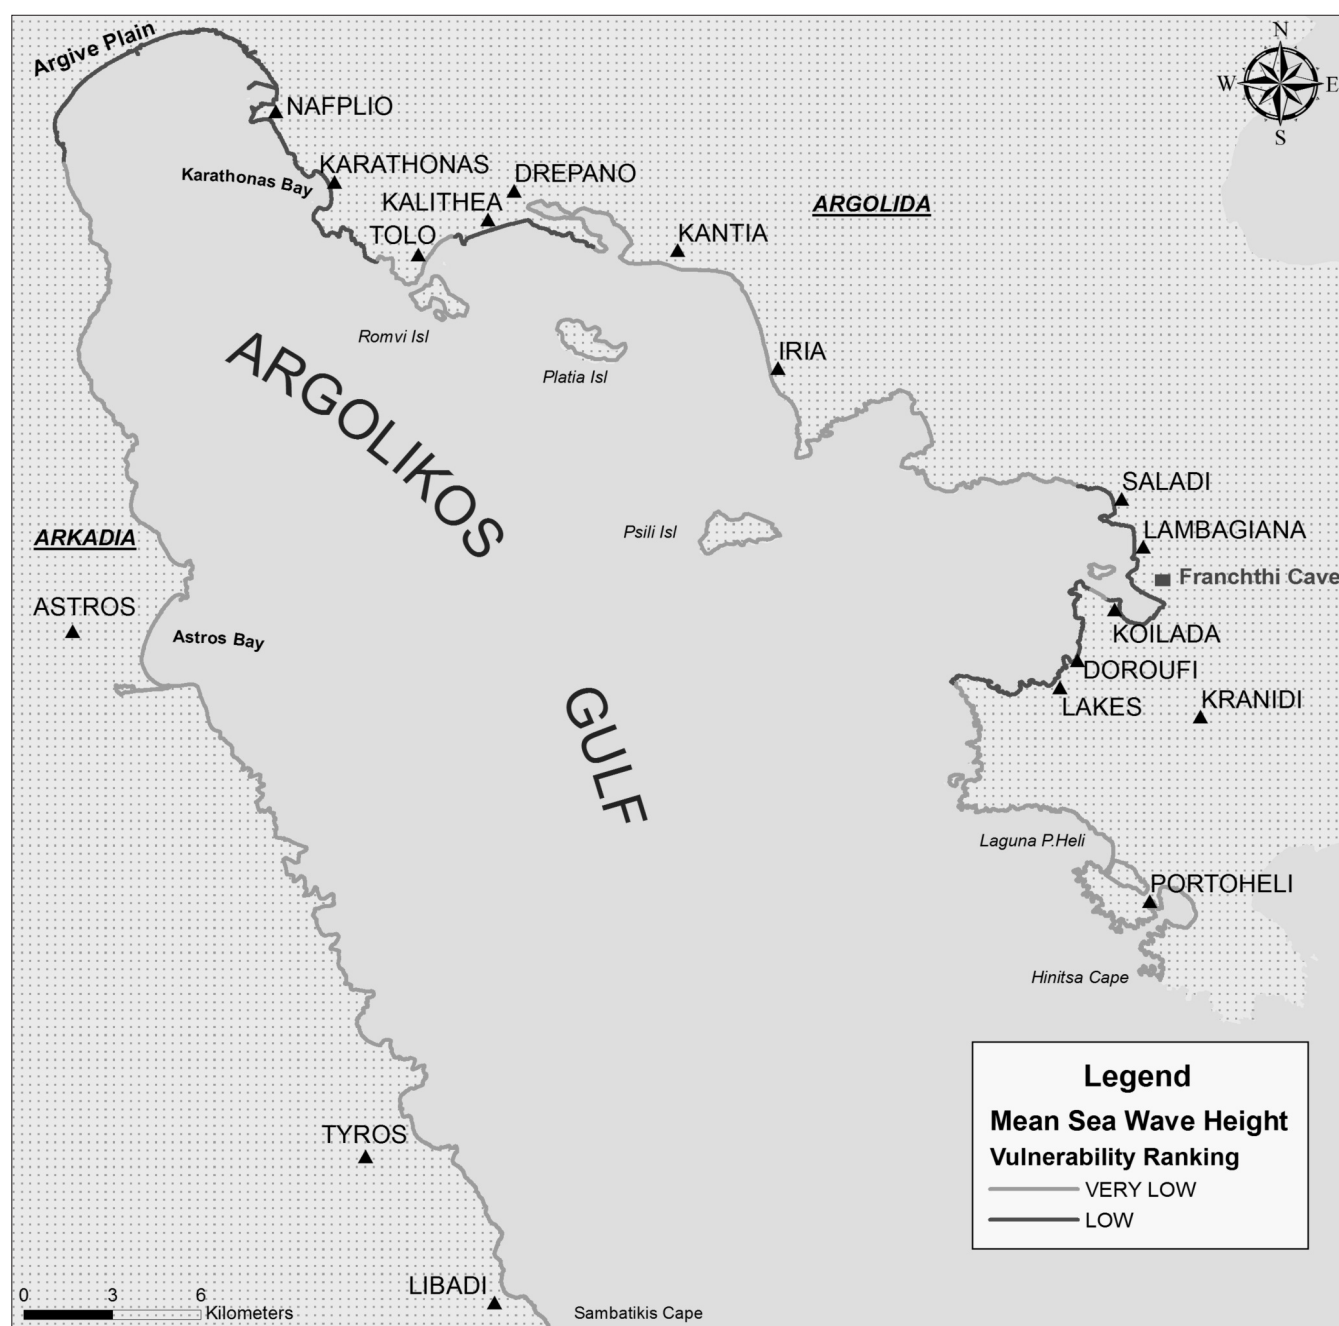 Argive Plain
N
W E
S
NAFPLIO
KARATHONAS
Karathonas Bay
DREPANO
KALITHEA
ARGOLIDA
TOLO
KANTIA
Romvi Isl
Platia Isl
IRIA
ARGOLIKOS
GULF
SALADI
Psili Isl
LAMBAGIANA
ARKADIA
Franchthi Cave
ASTROS
Astros Bay
KOILADA
DOROUFI
LAKES
KRANIDI
Laguna P.Heli
PORTOHELI
Hinitsa Cape
Legend
Mean Sea Wave Height
Vulnerability Ranking
VERY LOW
LOW
TYROS
LIBADI
Sambatikis Cape
0 3 6
Kilometers